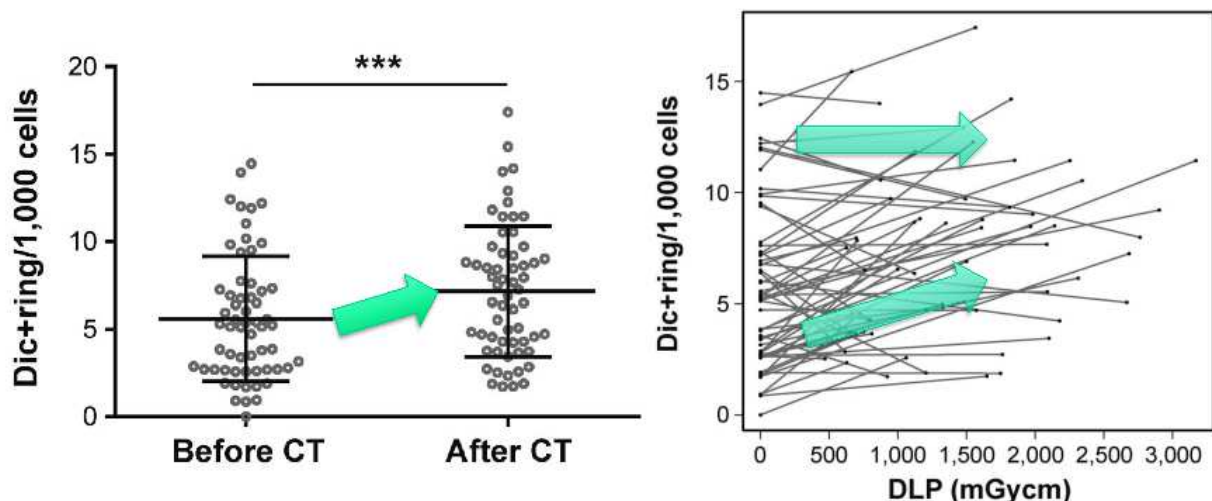 ***
Dic+ring/1,000 cells
20
15
10
5
0
Before CT
After CT
Dic+ring/1,000 cells
15
10
5
0
0 500 1,000 1,500 2,000 2,500 3,000
DLP (mGycm)